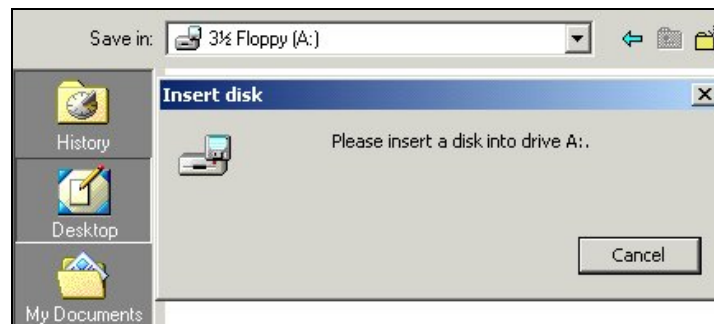 Save in: 3½ Floppy (A:)
Insert disk
History
Please insert a disk into drive A:.
Desktop
Cancel
My Documents